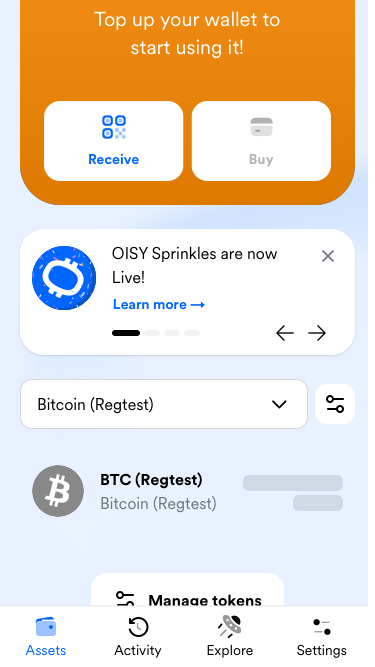 Top up your wallet to
start using it!
Receive
Buy
OISY Sprinkles are now
Live!
Learn more →
Bitcoin (Regtest)
BTC (Regtest)
Bitcoin (Regtest)
Manage tokens
Assets
Activity
Explore
Settings